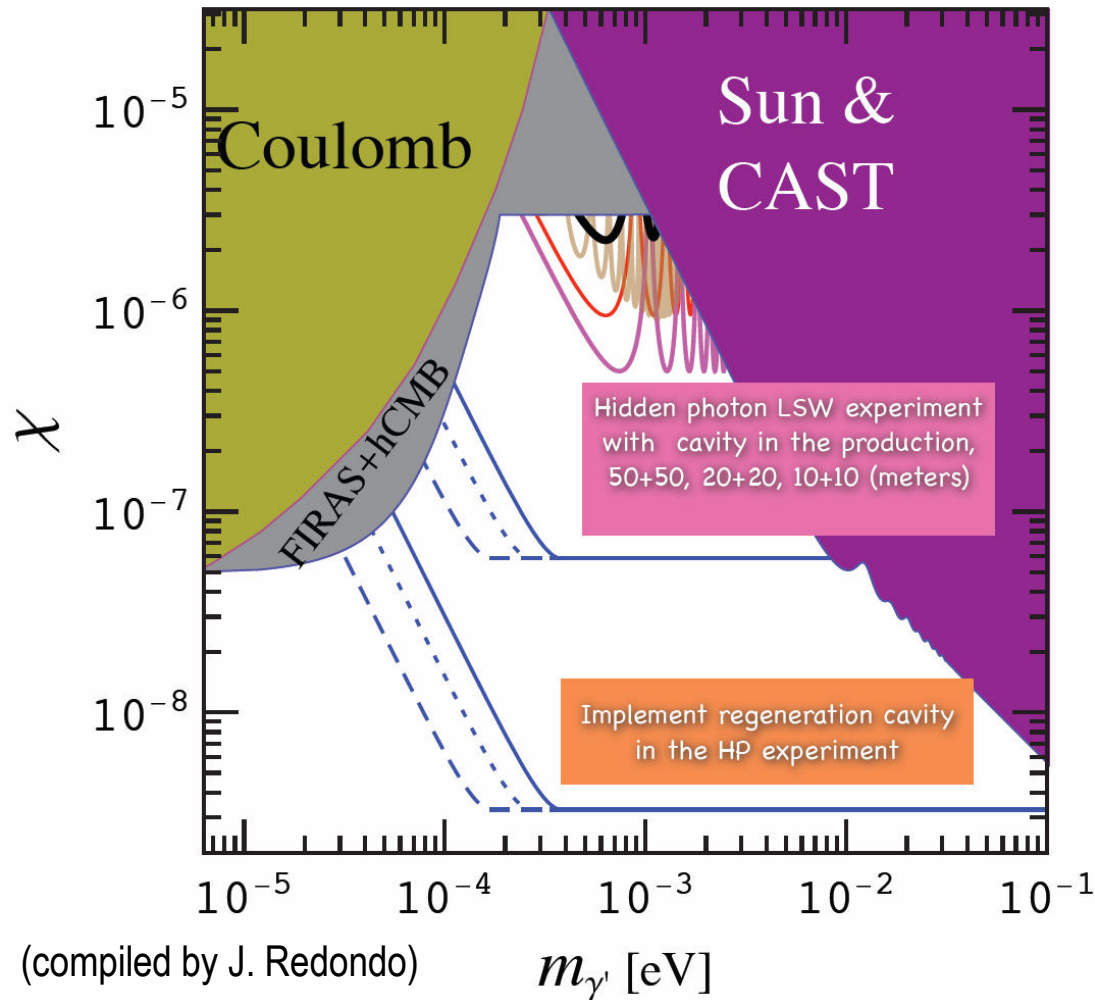 Coulomb
Sun &
CAST
FIRAS+hCMB
Hidden photon LSW experiment
with cavity in the production,
50+50, 20+20, 10+10 (meters)
Implement regeneration cavity
in the HP experiment
χ
10⁻⁵
10⁻⁶
10⁻⁷
10⁻⁸
10⁻⁵ 10⁻⁴ 10⁻³ 10⁻² 10⁻¹
(compiled by J. Redondo) mγ' [eV]